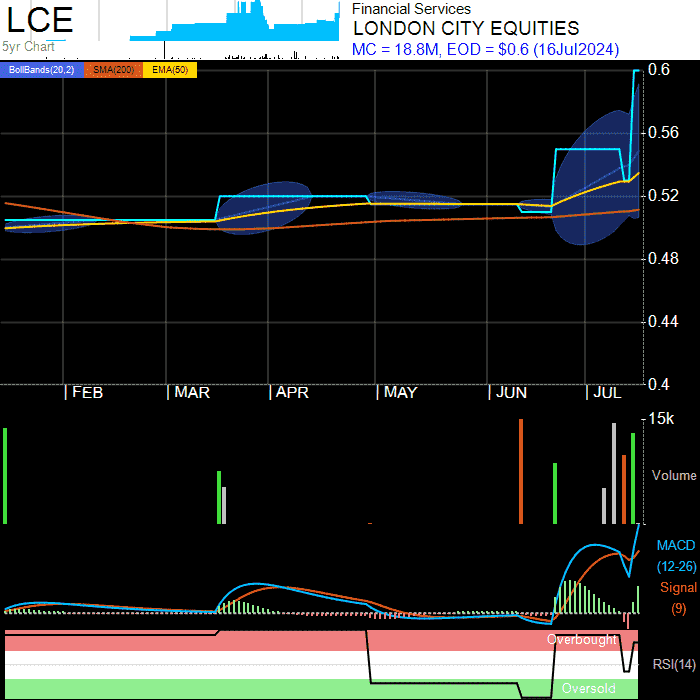 LCE
5yr Chart
Financial Services
LONDON CITY EQUITIES
MC = 18.8M, EOD = $0.6 (16Jul2024)
BollBands(20,2) SMA(200) EMA(50)
0.6
0.56
0.52
0.48
0.44
0.4
FEB MAR APR MAY JUN JUL
15k
Volume
MACD
(12-26)
Signal
(9)
Overbought
RSI(14)
Oversold